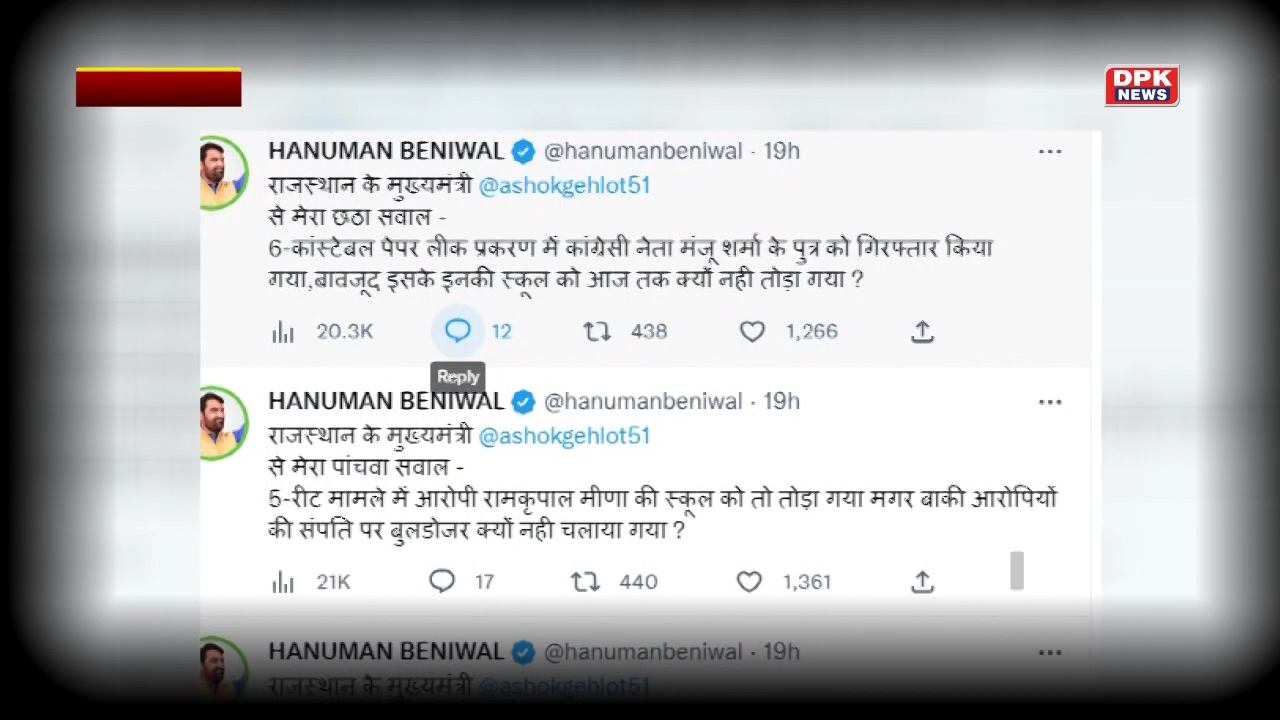 DPK
NEWS
HANUMAN BENIWAL @hanumanbeniwal · 19h
राजस्थान के मुख्यमंत्री @ashokgehlot51
से मेरा छठा सवाल -
6-कांस्टेबल पेपर लीक प्रकरण में कांग्रेसी नेता मंजू शर्मा के पुत्र को गिरफ्तार किया
गया,बावजूद इसके इनकी स्कूल को आज तक क्यों नही तोड़ा गया ?
20.3K 12 438 1,266
Reply
HANUMAN BENIWAL @hanumanbeniwal · 19h
राजस्थान के मुख्यमंत्री @ashokgehlot51
से मेरा पांचवा सवाल -
5-रीट मामले में आरोपी रामकृपाल मीणा की स्कूल को तो तोड़ा गया मगर बाकी आरोपियों
की संपति पर बुलडोजर क्यों नही चलाया गया ?
21K 17 440 1,361
HANUMAN BENIWAL @hanumanbeniwal · 19h
राजस्थान के मुख्यमंत्री @ashokgehlot51